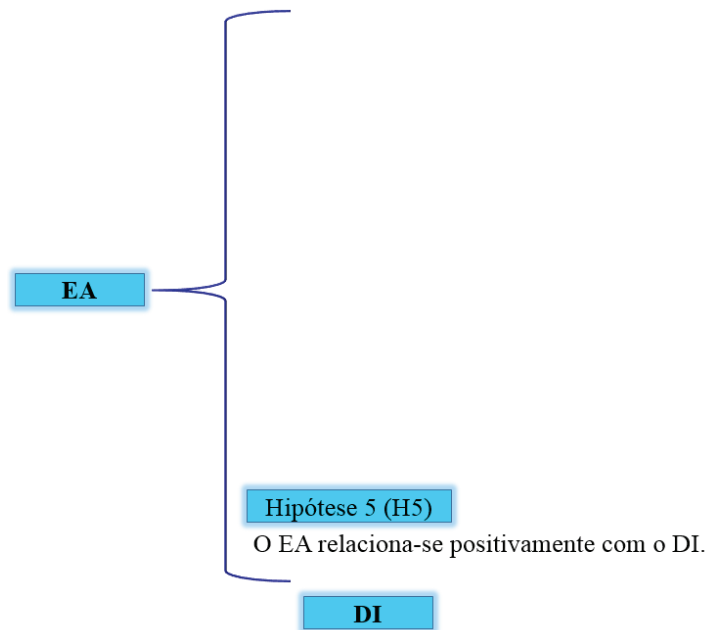 EA
Hipótese 5 (H5)
O EA relaciona-se positivamente com o DI.
DI